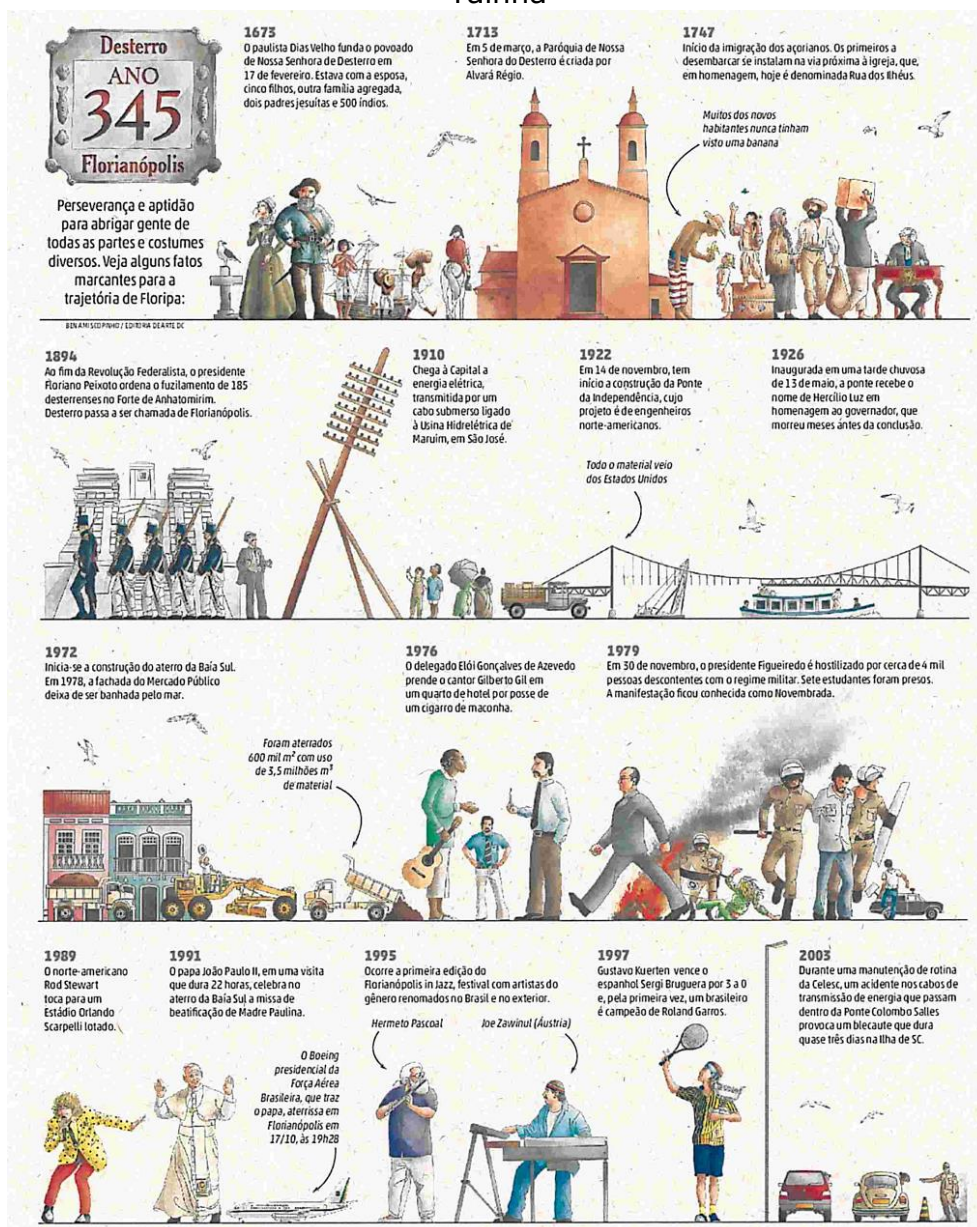 Desterro
ANO
345
Florianópolis
Perseverança e aptidão
para abrigar gente de
todas as partes e costumes
diversos. Veja alguns fatos
marcantes para a
trajetória de Floripa:
BEN AMI SCOPINHO / EDITORIA DE ARTE DC
1673
O paulista Dias Velho funda o povoado
de Nossa Senhora de Desterro em
17 de fevereiro. Estava com a esposa,
cinco filhos, outra família agregada,
dois padres jesuítas e 500 índios.
1713
Em 5 de março, a Paróquia de Nossa
Senhora do Desterro é criada por
Alvará Régio.
1747
Início da imigração dos açorianos. Os primeiros a
desembarcar se instalam na via próxima à igreja, que,
em homenagem, hoje é denominada Rua dos Ilhéus.
Muitos dos novos
habitantes nunca tinham
visto uma banana
1894
Ao fim da Revolução Federalista, o presidente
Floriano Peixoto ordena o fuzilamento de 185
desterrenses no Forte de Anhatomirim.
Desterro passa a ser chamada de Florianópolis.
1910
Chega à Capital a
energia elétrica,
transmitida por um
cabo submerso ligado
à Usina Hidrelétrica de
Maruim, em São José.
1922
Em 14 de novembro, tem
início a construção da Ponte
da Independência, cujo
projeto é de engenheiros
norte-americanos.
Todo o material veio
dos Estados Unidos
1926
Inaugurada em uma tarde chuvosa
de 13 de maio, a ponte recebe o
nome de Hercílio Luz em
homenagem ao governador, que
morreu meses antes da conclusão.
1972
Inicia-se a construção do aterro da Baía Sul.
Em 1978, a fachada do Mercado Público
deixa de ser banhada pelo mar.
Foram aterrados
600 mil m² com uso
de 3,5 milhões m³
de material
1976
O delegado Elói Gonçalves de Azevedo
prende o cantor Gilberto Gil em
um quarto de hotel por posse de
um cigarro de maconha.
1979
Em 30 de novembro, o presidente Figueiredo é hostilizado por cerca de 4 mil
pessoas descontentes com o regime militar. Sete estudantes foram presos.
A manifestação ficou conhecida como Novembrada.
1989
O norte-americano
Rod Stewart
toca para um
Estádio Orlando
Scarpelli lotado.
1991
O papa João Paulo II, em uma visita
que dura 22 horas, celebra no
aterro da Baía Sul a missa de
beatificação de Madre Paulina.
O Boeing
presidencial da
Força Aérea
Brasileira, que traz
o papa, aterrissa em
Florianópolis em
17/10, às 19h28
1995
Ocorre a primeira edição do
Florianópolis in Jazz, festival com artistas do
gênero renomados no Brasil e no exterior.
Hermeto Pascoal
Joe Zawinul (Áustria)
1997
Gustavo Kuerten vence o
espanhol Sergi Bruguera por 3 a 0
e, pela primeira vez, um brasileiro
é campeão de Roland Garros.
2003
Durante uma manutenção de rotina
da Celesc, um acidente nos cabos de
transmissão de energia que passam
dentro da Ponte Colombo Salles
provoca um blecaute que dura
quase três dias na Ilha de SC.